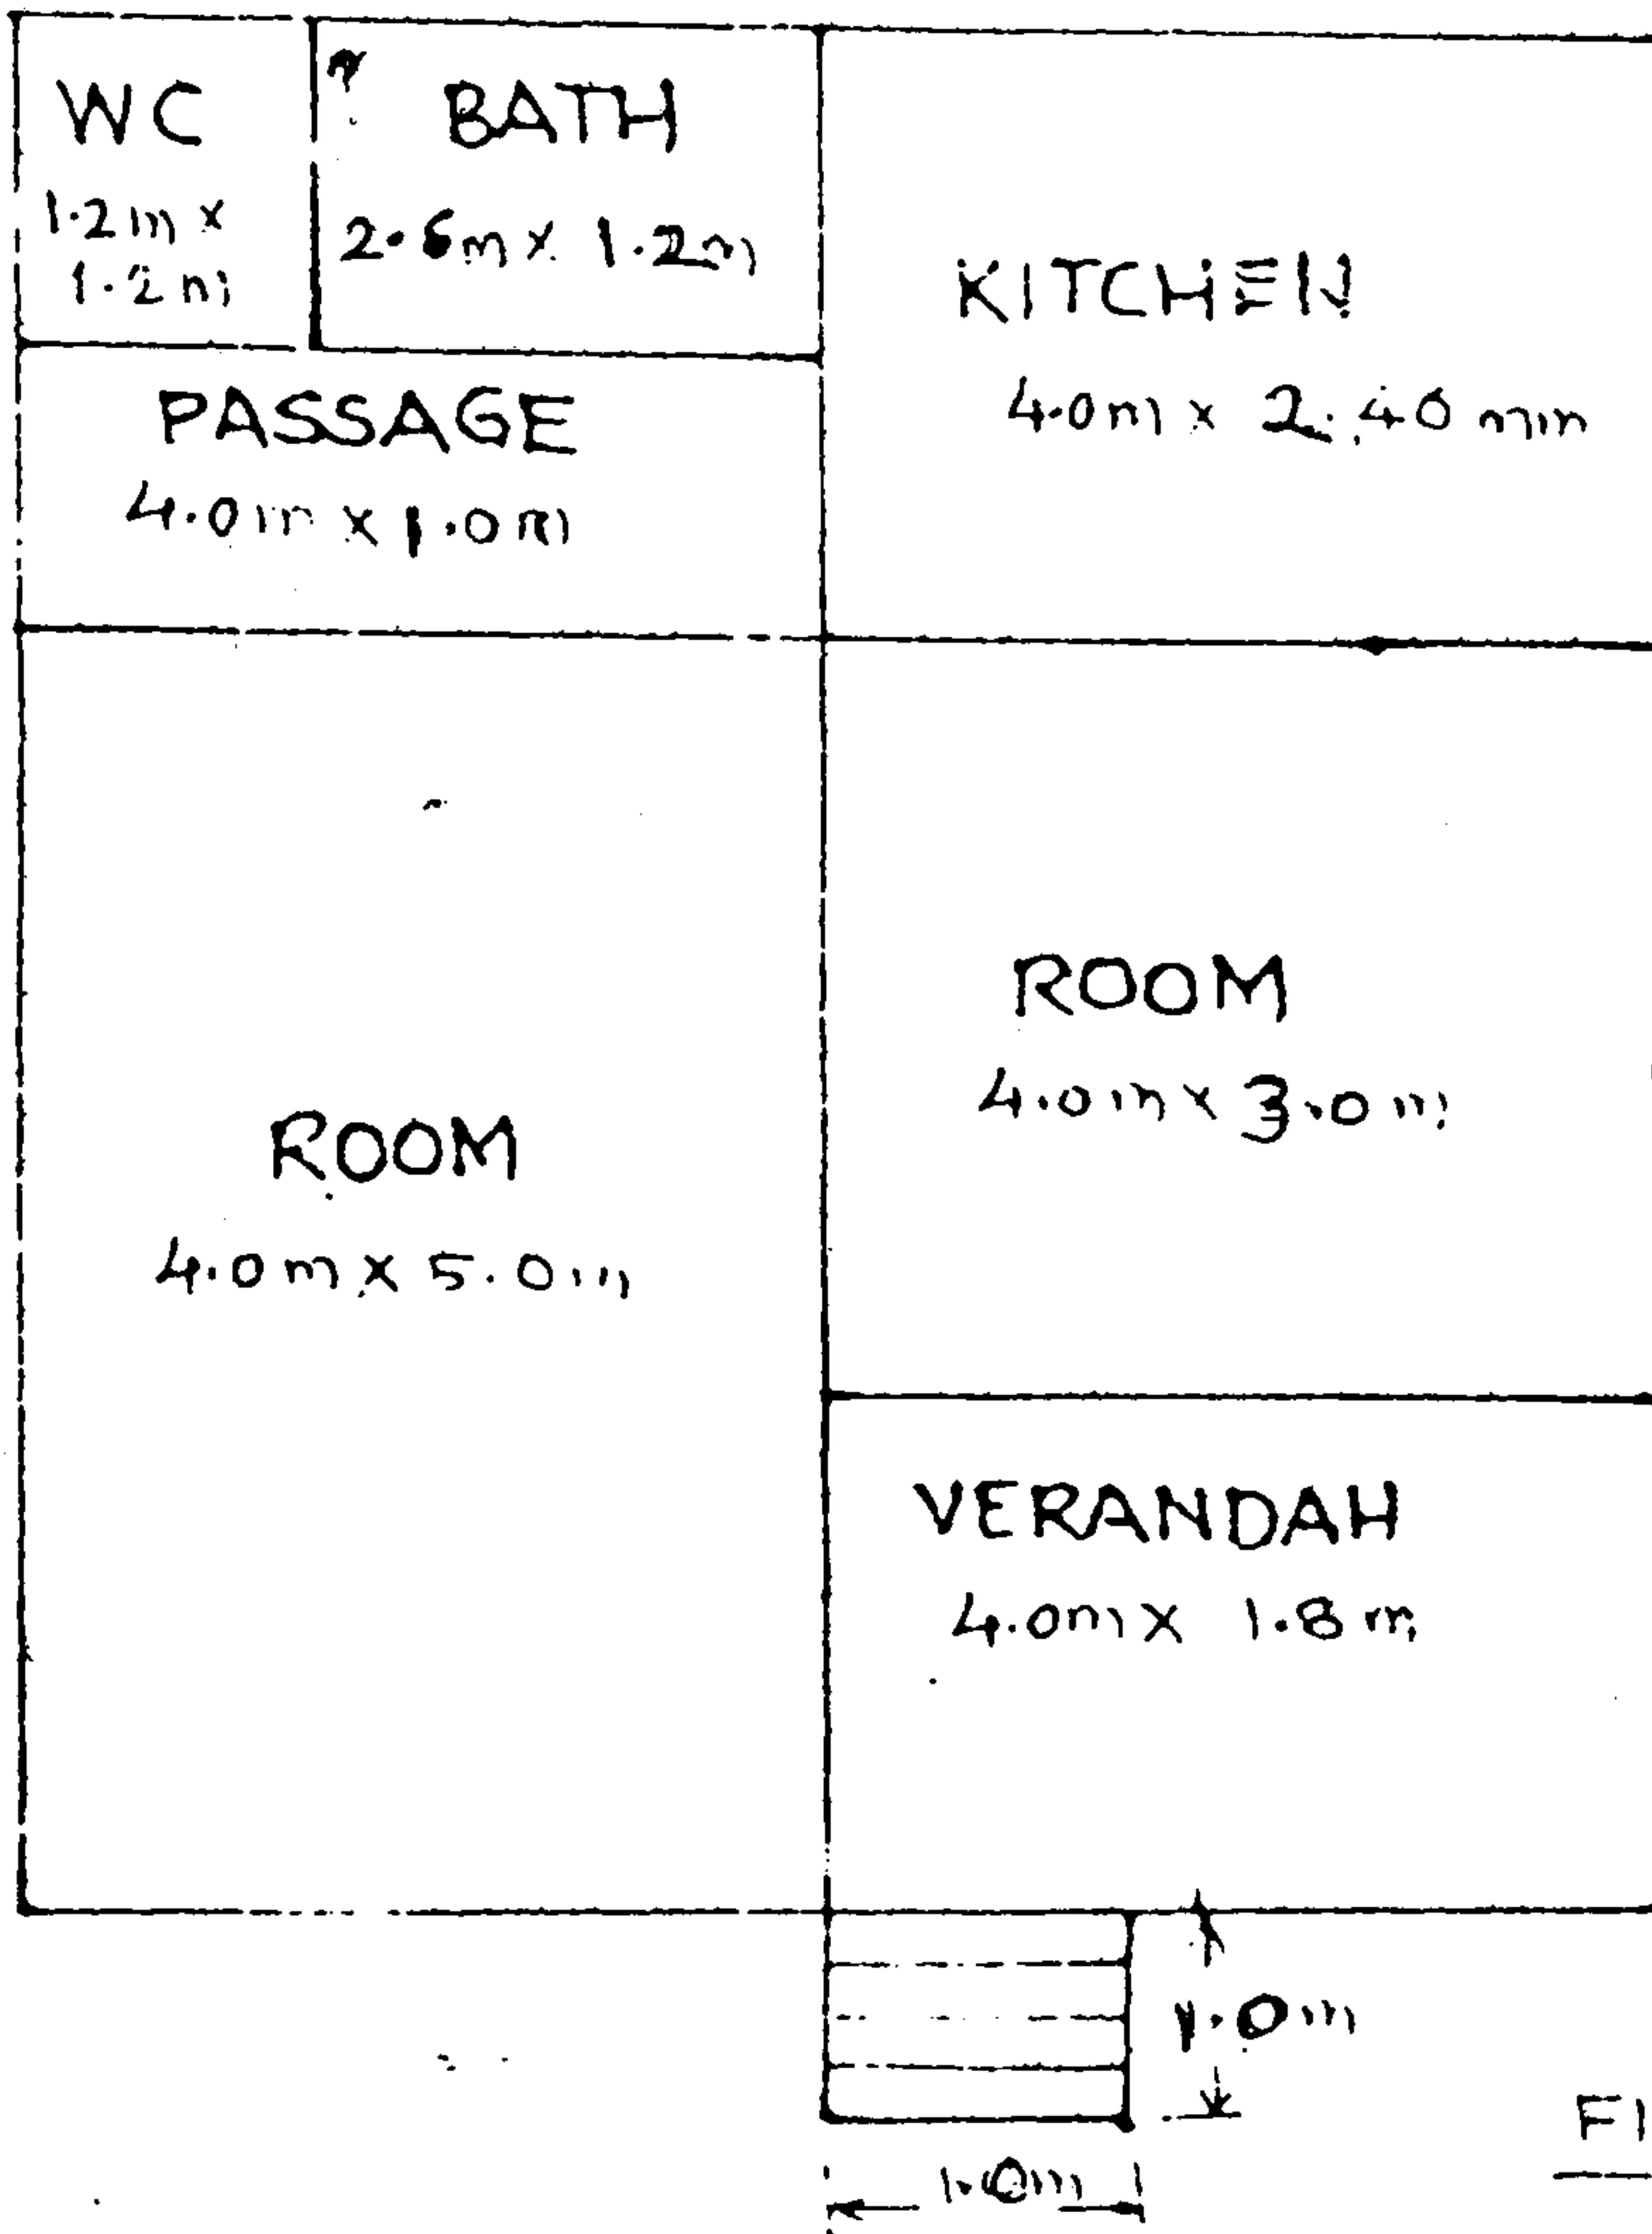 WC
1.2m x
1.2m
BATH
2.6m x 1.2m
KITCHEN
4.0m x 2.40 mm
PASSAGE
4.0m x 1.0m
ROOM
4.0m x 3.0m
ROOM
4.0m x 5.0m
VERANDAH
4.0m x 1.8m
1.0m
FI
1.0m